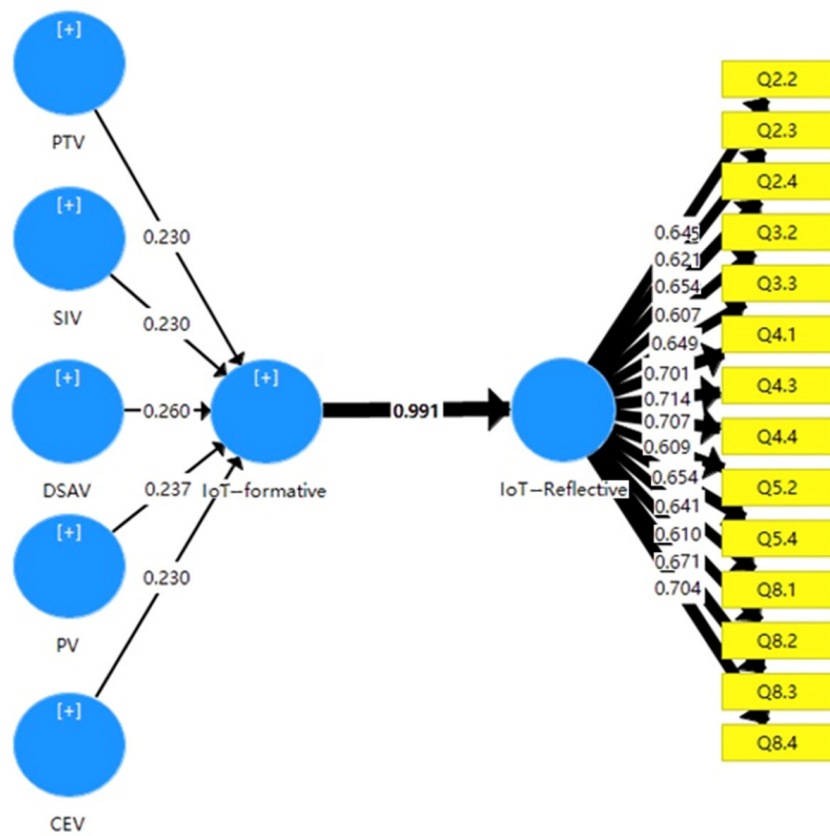 [+]
PTV
[+]
SIV
[+]
DSAV
[+]
PV
[+]
CEV
0.230
0.230
0.260
0.237
0.230
[+]
IoT–formative
0.991
IoT–Reflective
0.645
0.621
0.654
0.607
0.649
0.701
0.714
0.707
0.609
0.654
0.641
0.610
0.671
0.704
Q2.2
Q2.3
Q2.4
Q3.2
Q3.3
Q4.1
Q4.3
Q4.4
Q5.2
Q5.4
Q8.1
Q8.2
Q8.3
Q8.4